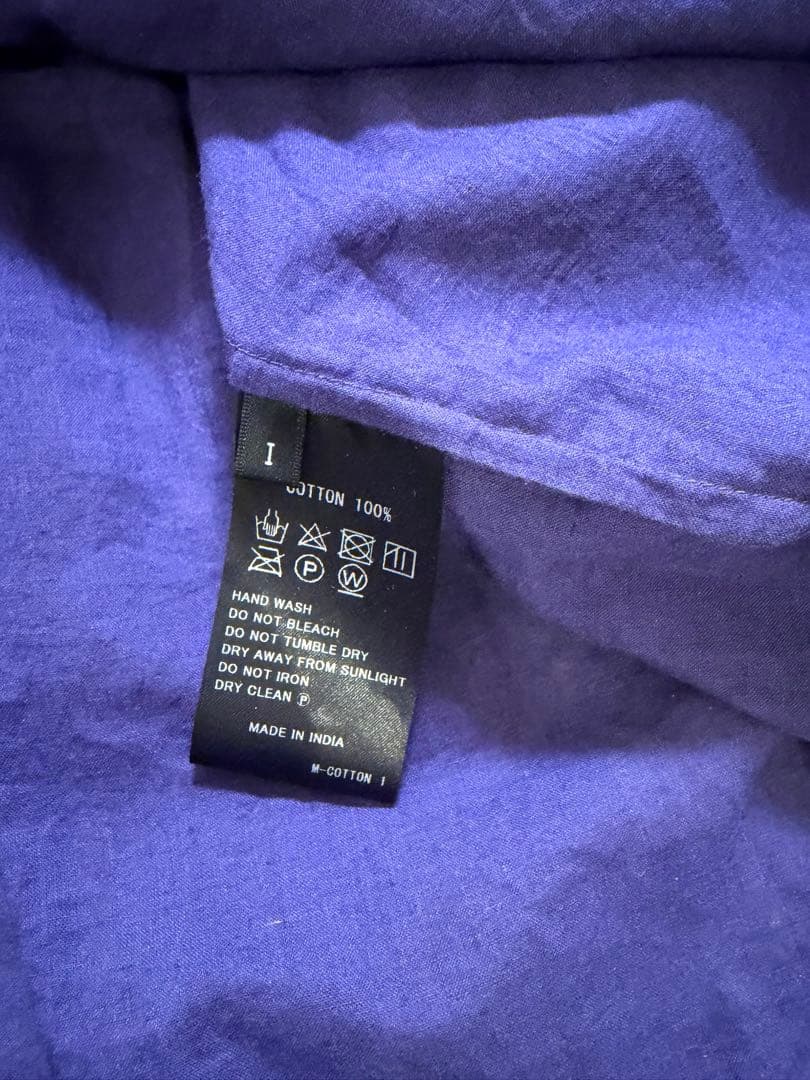 I
COTTON 100%
P W
HAND WASH
DO NOT BLEACH
DO NOT TUMBLE DRY
DRY AWAY FROM SUNLIGHT
DO NOT IRON
DRY CLEAN Ⓟ
MADE IN INDIA
M-COTTON 1